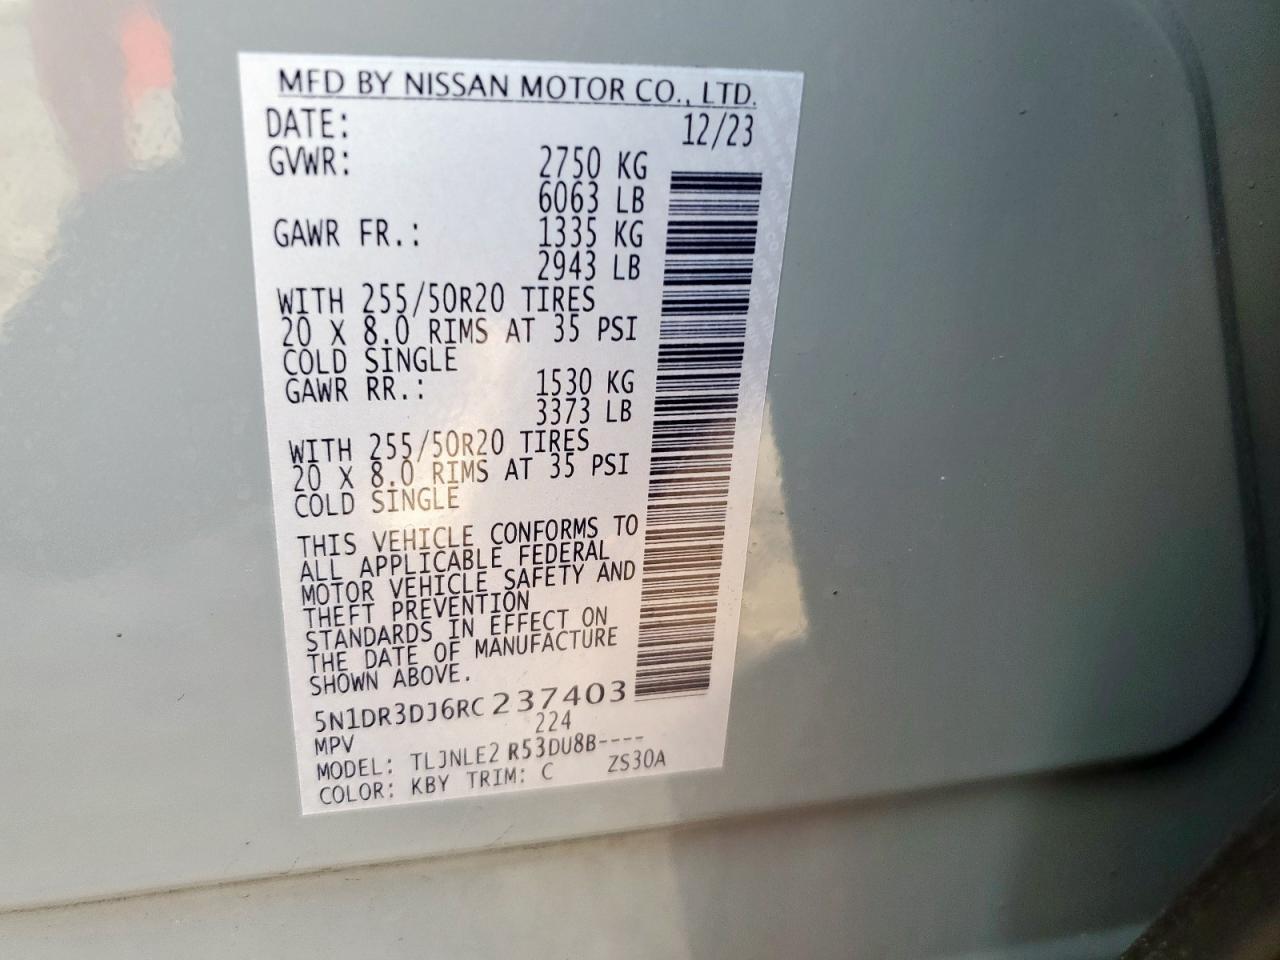 MFD BY NISSAN MOTOR CO., LTD.
DATE: 12/23
GVWR: 2750 KG
6063 LB
GAWR FR.: 1335 KG
2943 LB
WITH 255/50R20 TIRES
20 X 8.0 RIMS AT 35 PSI
COLD SINGLE
GAWR RR.: 1530 KG
3373 LB
WITH 255/50R20 TIRES
20 X 8.0 RIMS AT 35 PSI
COLD SINGLE
THIS VEHICLE CONFORMS TO
ALL APPLICABLE FEDERAL
MOTOR VEHICLE SAFETY AND
THEFT PREVENTION
STANDARDS IN EFFECT ON
THE DATE OF MANUFACTURE
SHOWN ABOVE.
5N1DR3DJ6RC237403
MPV 224
MODEL: TLJNLE2 R53DU8B----
COLOR: KBY TRIM: C ZS30A